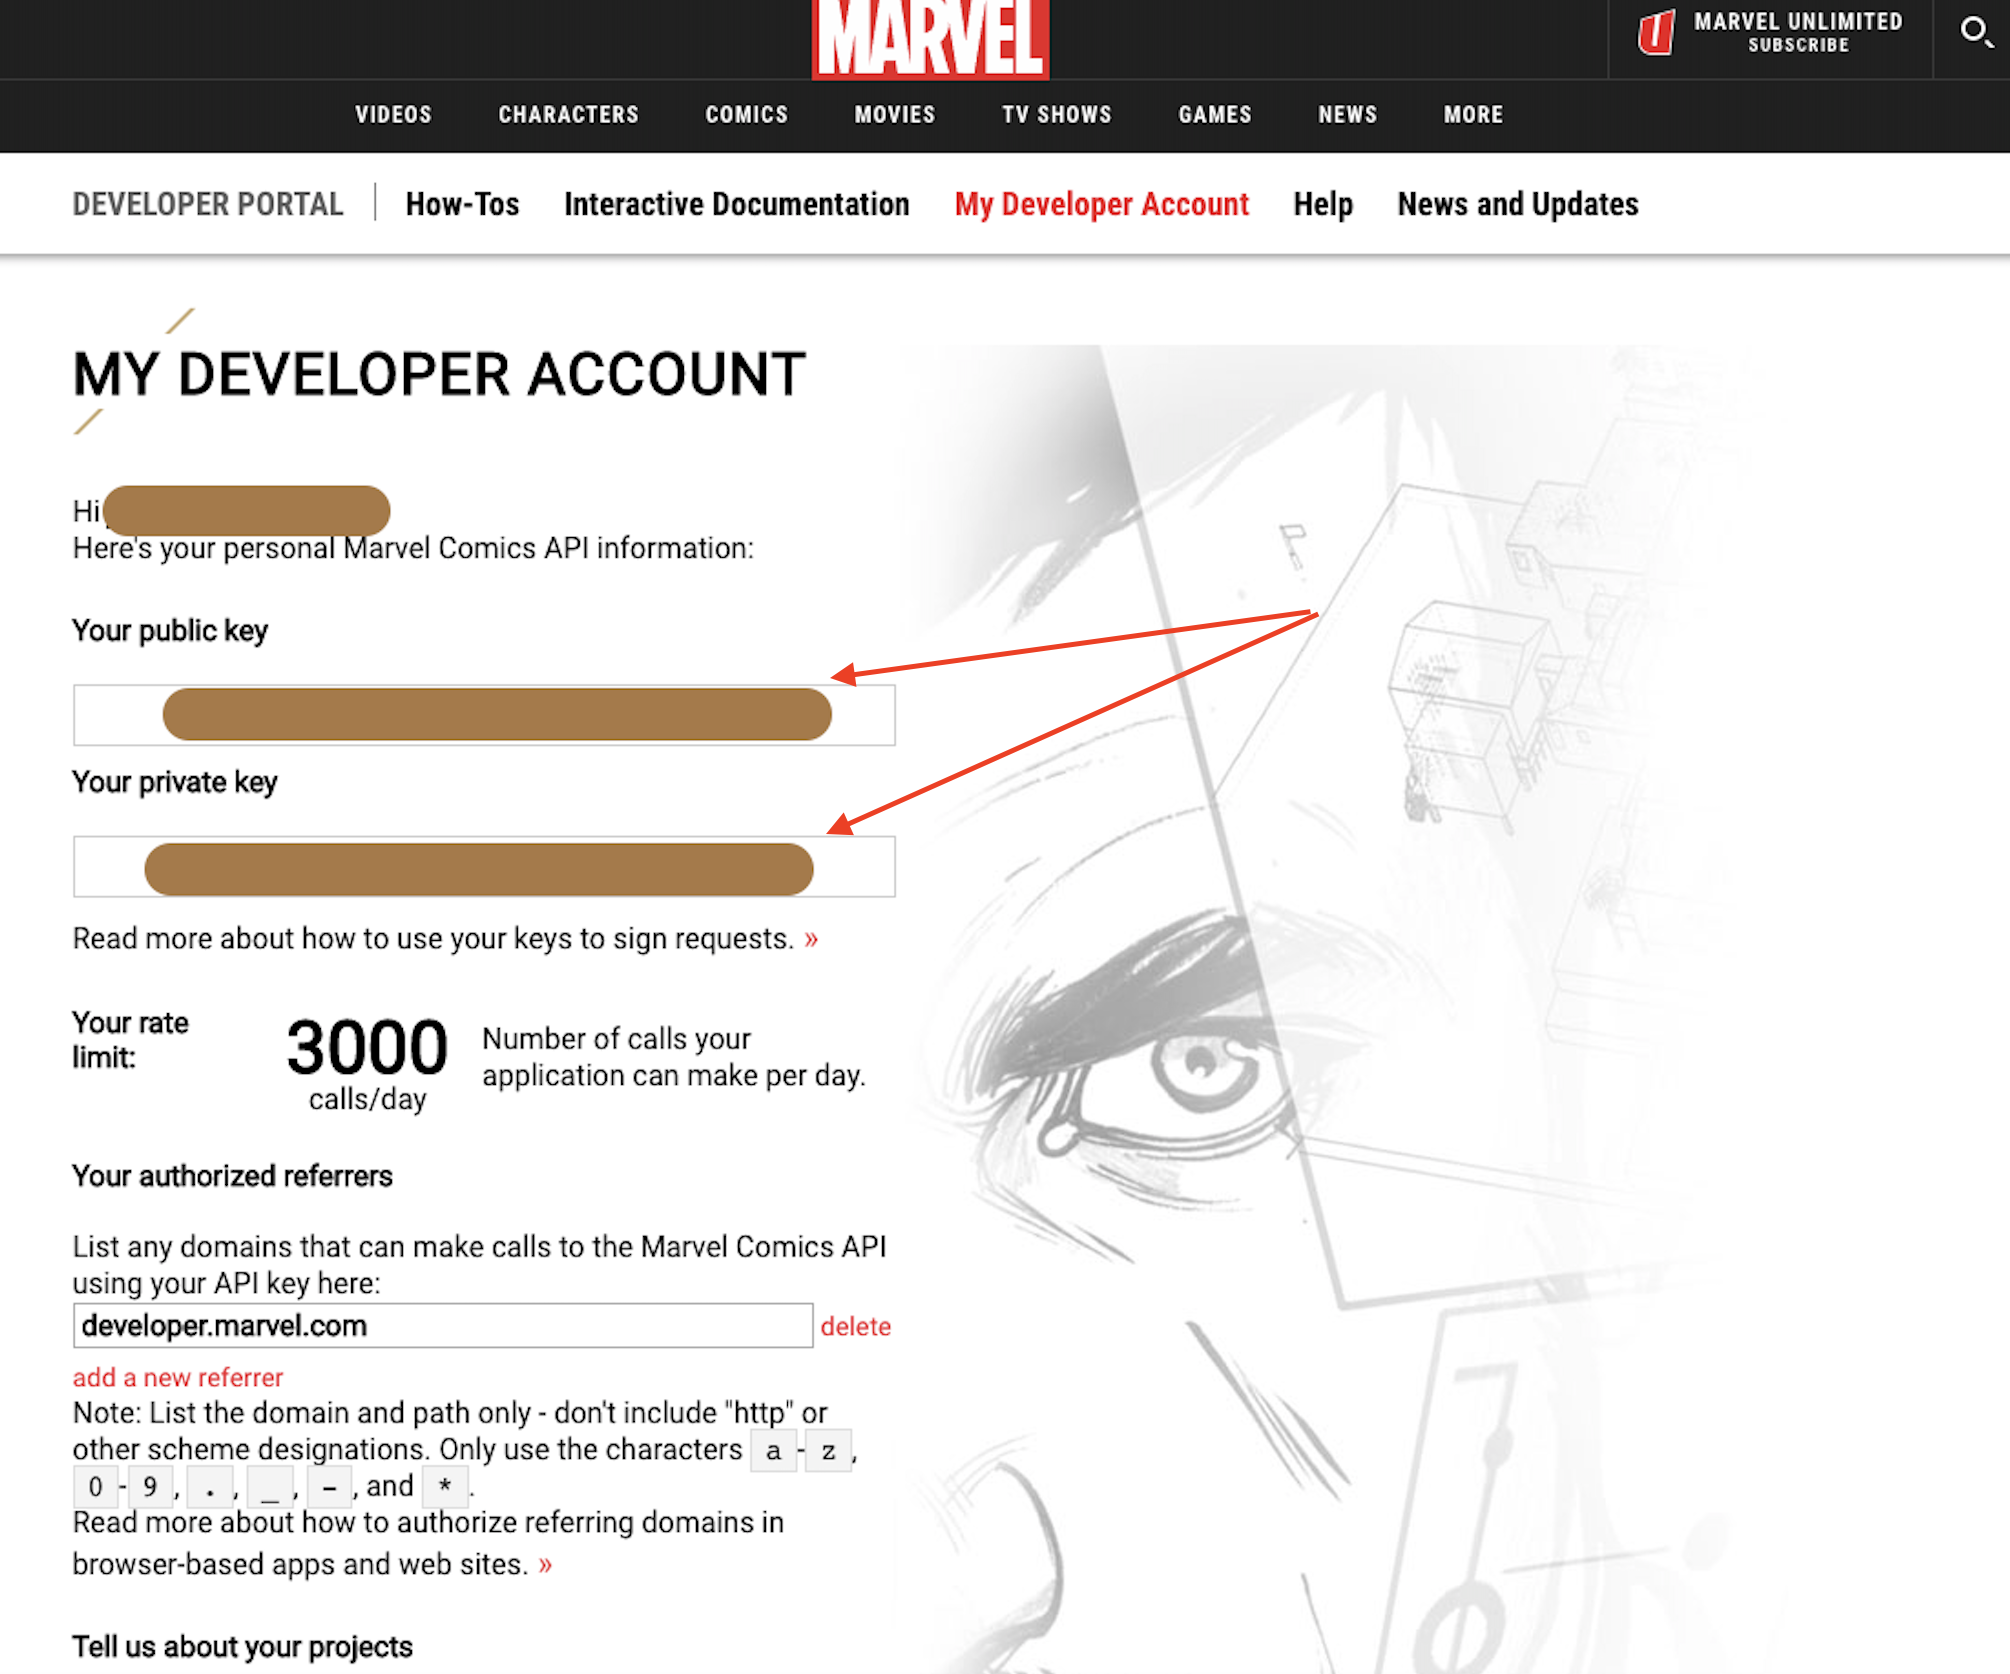 MARVEL
MARVEL UNLIMITED
SUBSCRIBE
VIDEOS CHARACTERS COMICS MOVIES TV SHOWS GAMES NEWS MORE
DEVELOPER PORTAL How-Tos Interactive Documentation My Developer Account Help News and Updates
MY DEVELOPER ACCOUNT
Hi
Here's your personal Marvel Comics API information:
Your public key
Your private key
Read more about how to use your keys to sign requests. »
Your rate
limit:
3000
calls/day
Number of calls your
application can make per day.
Your authorized referrers
List any domains that can make calls to the Marvel Comics API
using your API key here:
developer.marvel.com delete
add a new referrer
Note: List the domain and path only - don't include "http" or
other scheme designations. Only use the characters a - z ,
0 - 9 , . , _ , - , and * .
Read more about how to authorize referring domains in
browser-based apps and web sites. »
Tell us about your projects